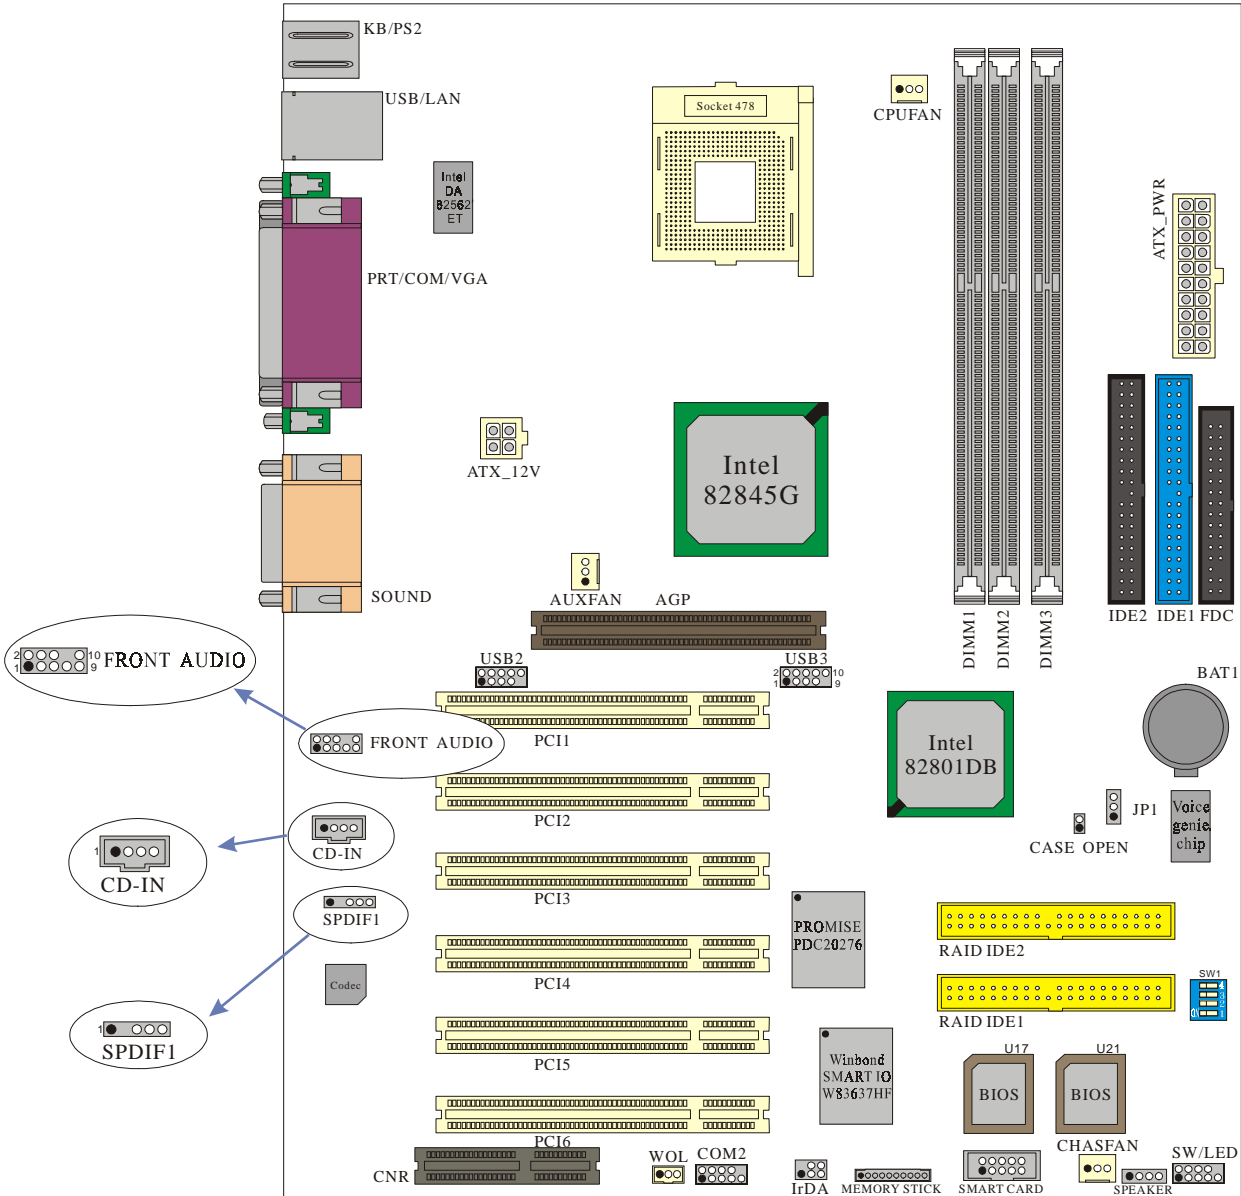 KB/PS2
USB/LAN
Socket 478
CPUFAN
Intel
DA
82562
ET
ATX_PWR
PRT/COM/VGA
ATX_12V
Intel
82845G
SOUND
AUXFAN
AGP
DIMM1
DIMM2
DIMM3
IDE2
IDE1
FDC
2
10
1
9
FRONT AUDIO
USB2
USB3
2
10
1
9
BAT1
FRONT AUDIO
PCI1
Intel
82801DB
PCI2
JP1
CASE OPEN
Voice
genie
chip
CD-IN
1
CD-IN
PCI3
SPDIF1
PROMISE
PDC20276
RAID IDE2
PCI4
Codec
SW1
RAID IDE1
1
SPDIF1
PCI5
Winbond
SMART IO
W83637HF
U17
BIOS
U21
BIOS
PCI6
CNR
WOL
COM2
IrDA
MEMORY STICK
SMART CARD
CHASFAN
SPEAKER
SW/LED